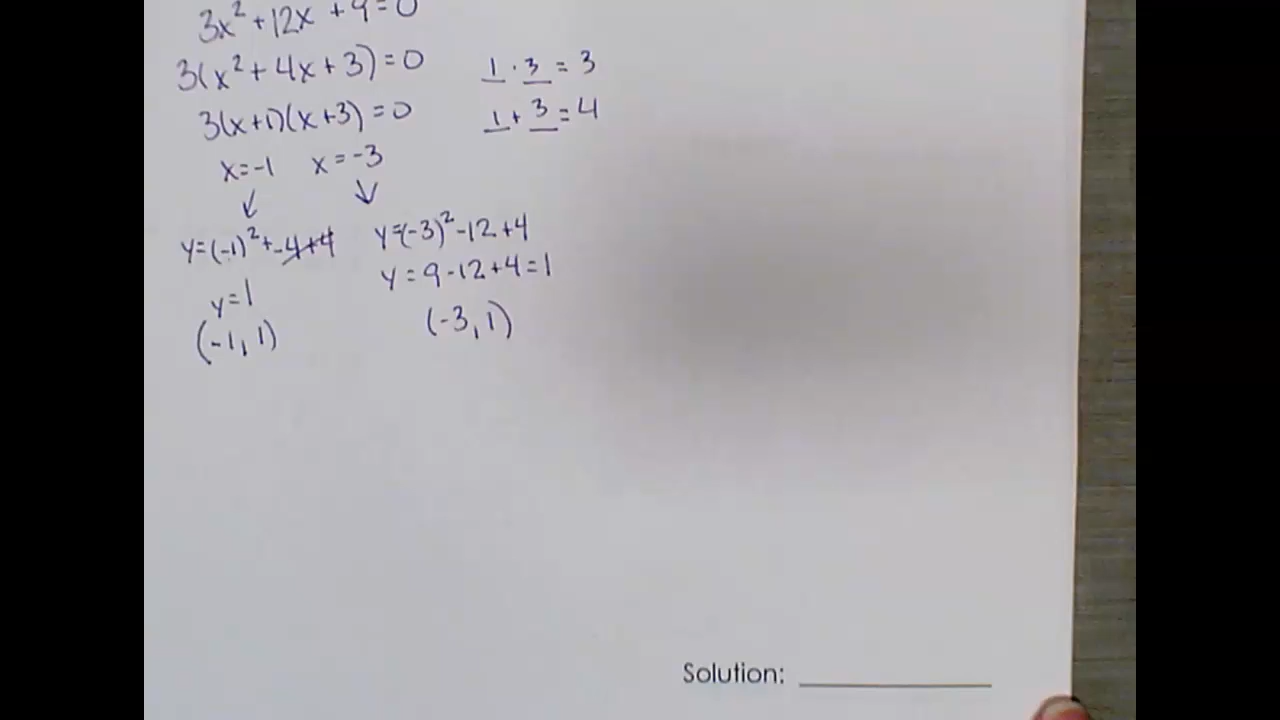 3x² + 12x + 9 = 0
3(x² + 4x + 3) = 0
1 · 3 = 3
3(x+1)(x+3) = 0
1 + 3 = 4
x = -1 x = -3
↓ ↓
y = (-1)² + -4+4
y = (-3)² - 12 + 4
y = 1
y = 9 - 12 + 4 = 1
(-1, 1)
(-3, 1)
Solution: ________